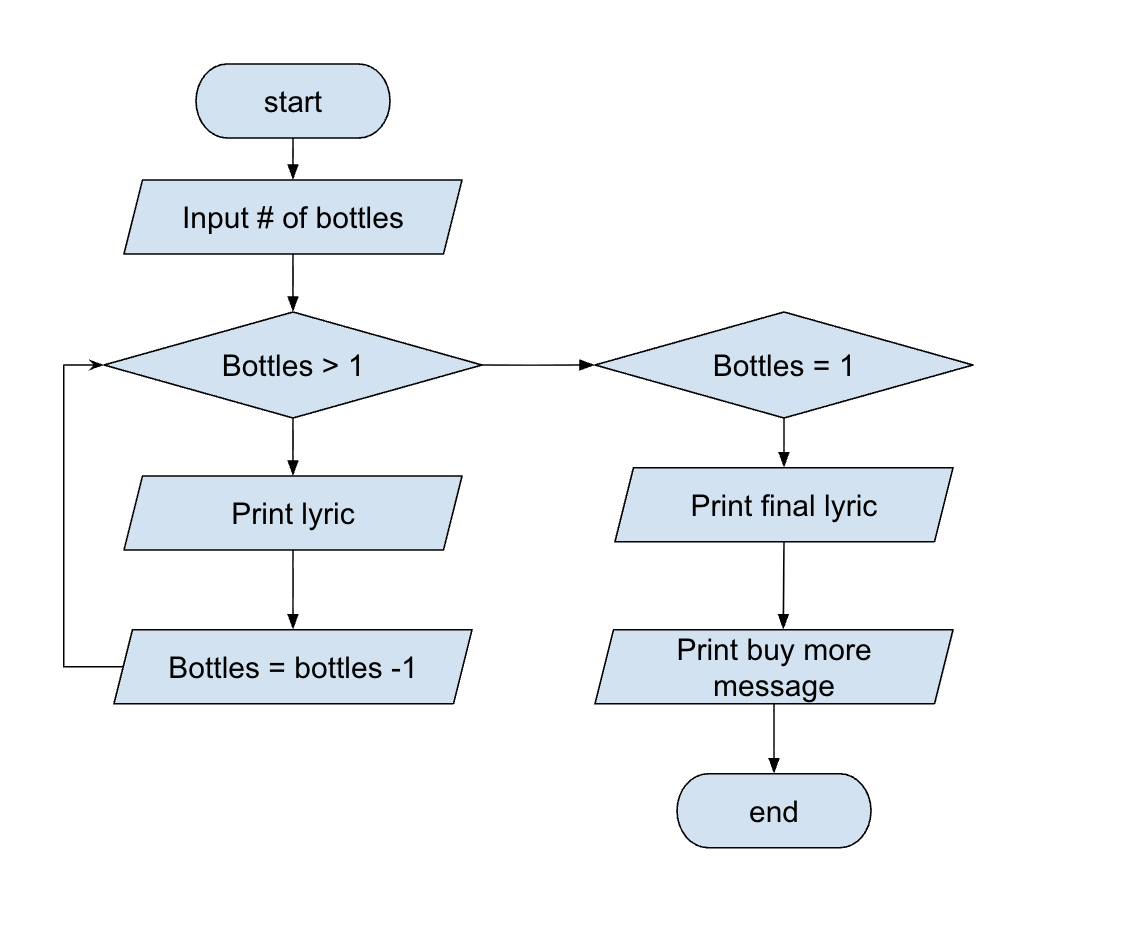 start
Input # of bottles
Bottles > 1
Bottles = 1
Print lyric
Print final lyric
Bottles = bottles -1
Print buy more
message
end